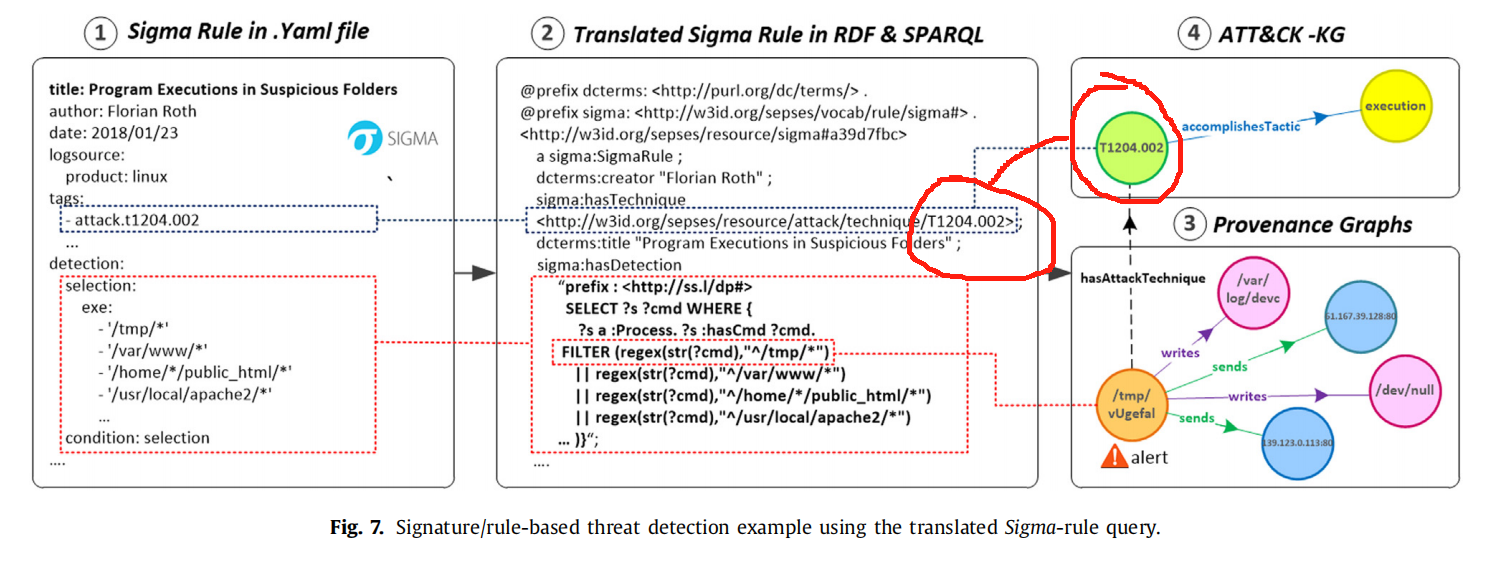 1 Sigma Rule in .Yaml file
title: Program Executions in Suspicious Folders
author: Florian Roth
date: 2018/01/23
logsource:
product: linux
tags:
- attack.t1204.002
...
detection:
selection:
exe:
- '/tmp/*'
- '/var/www/*'
- '/home/*/public_html/*'
- '/usr/local/apache2/*'
...
condition: selection
....
SIGMA
2 Translated Sigma Rule in RDF & SPARQL
@prefix dcterms: <http://purl.org/dc/terms/> .
@prefix sigma: <http://w3id.org/sepses/vocab/rule/sigma#> .
<http://w3id.org/sepses/resource/sigma#a39d7fbc>
a sigma:SigmaRule ;
dcterms:creator "Florian Roth" ;
sigma:hasTechnique
<http://w3id.org/sepses/resource/attack/technique/T1204.002>;
dcterms:title "Program Executions in Suspicious Folders" ;
sigma:hasDetection
“prefix : <http://ss.l/dp#>
SELECT ?s ?cmd WHERE {
?s a :Process. ?s :hasCmd ?cmd.
FILTER (regex(str(?cmd),"^/tmp/*")
|| regex(str(?cmd),"^/var/www/*")
|| regex(str(?cmd),"^/home/*/public_html/*")
|| regex(str(?cmd),"^/usr/local/apache2/*")
... )}“;
....
4 ATT&CK -KG
T1204.002
accomplishesTactic
execution
3 Provenance Graphs
hasAttackTechnique
/var/
log/devc
51.167.39.128:80
writes
sends
/tmp/
vUgefal
writes
/dev/null
sends
139.123.0.113:80
alert
Fig. 7. Signature/rule-based threat detection example using the translated Sigma-rule query.